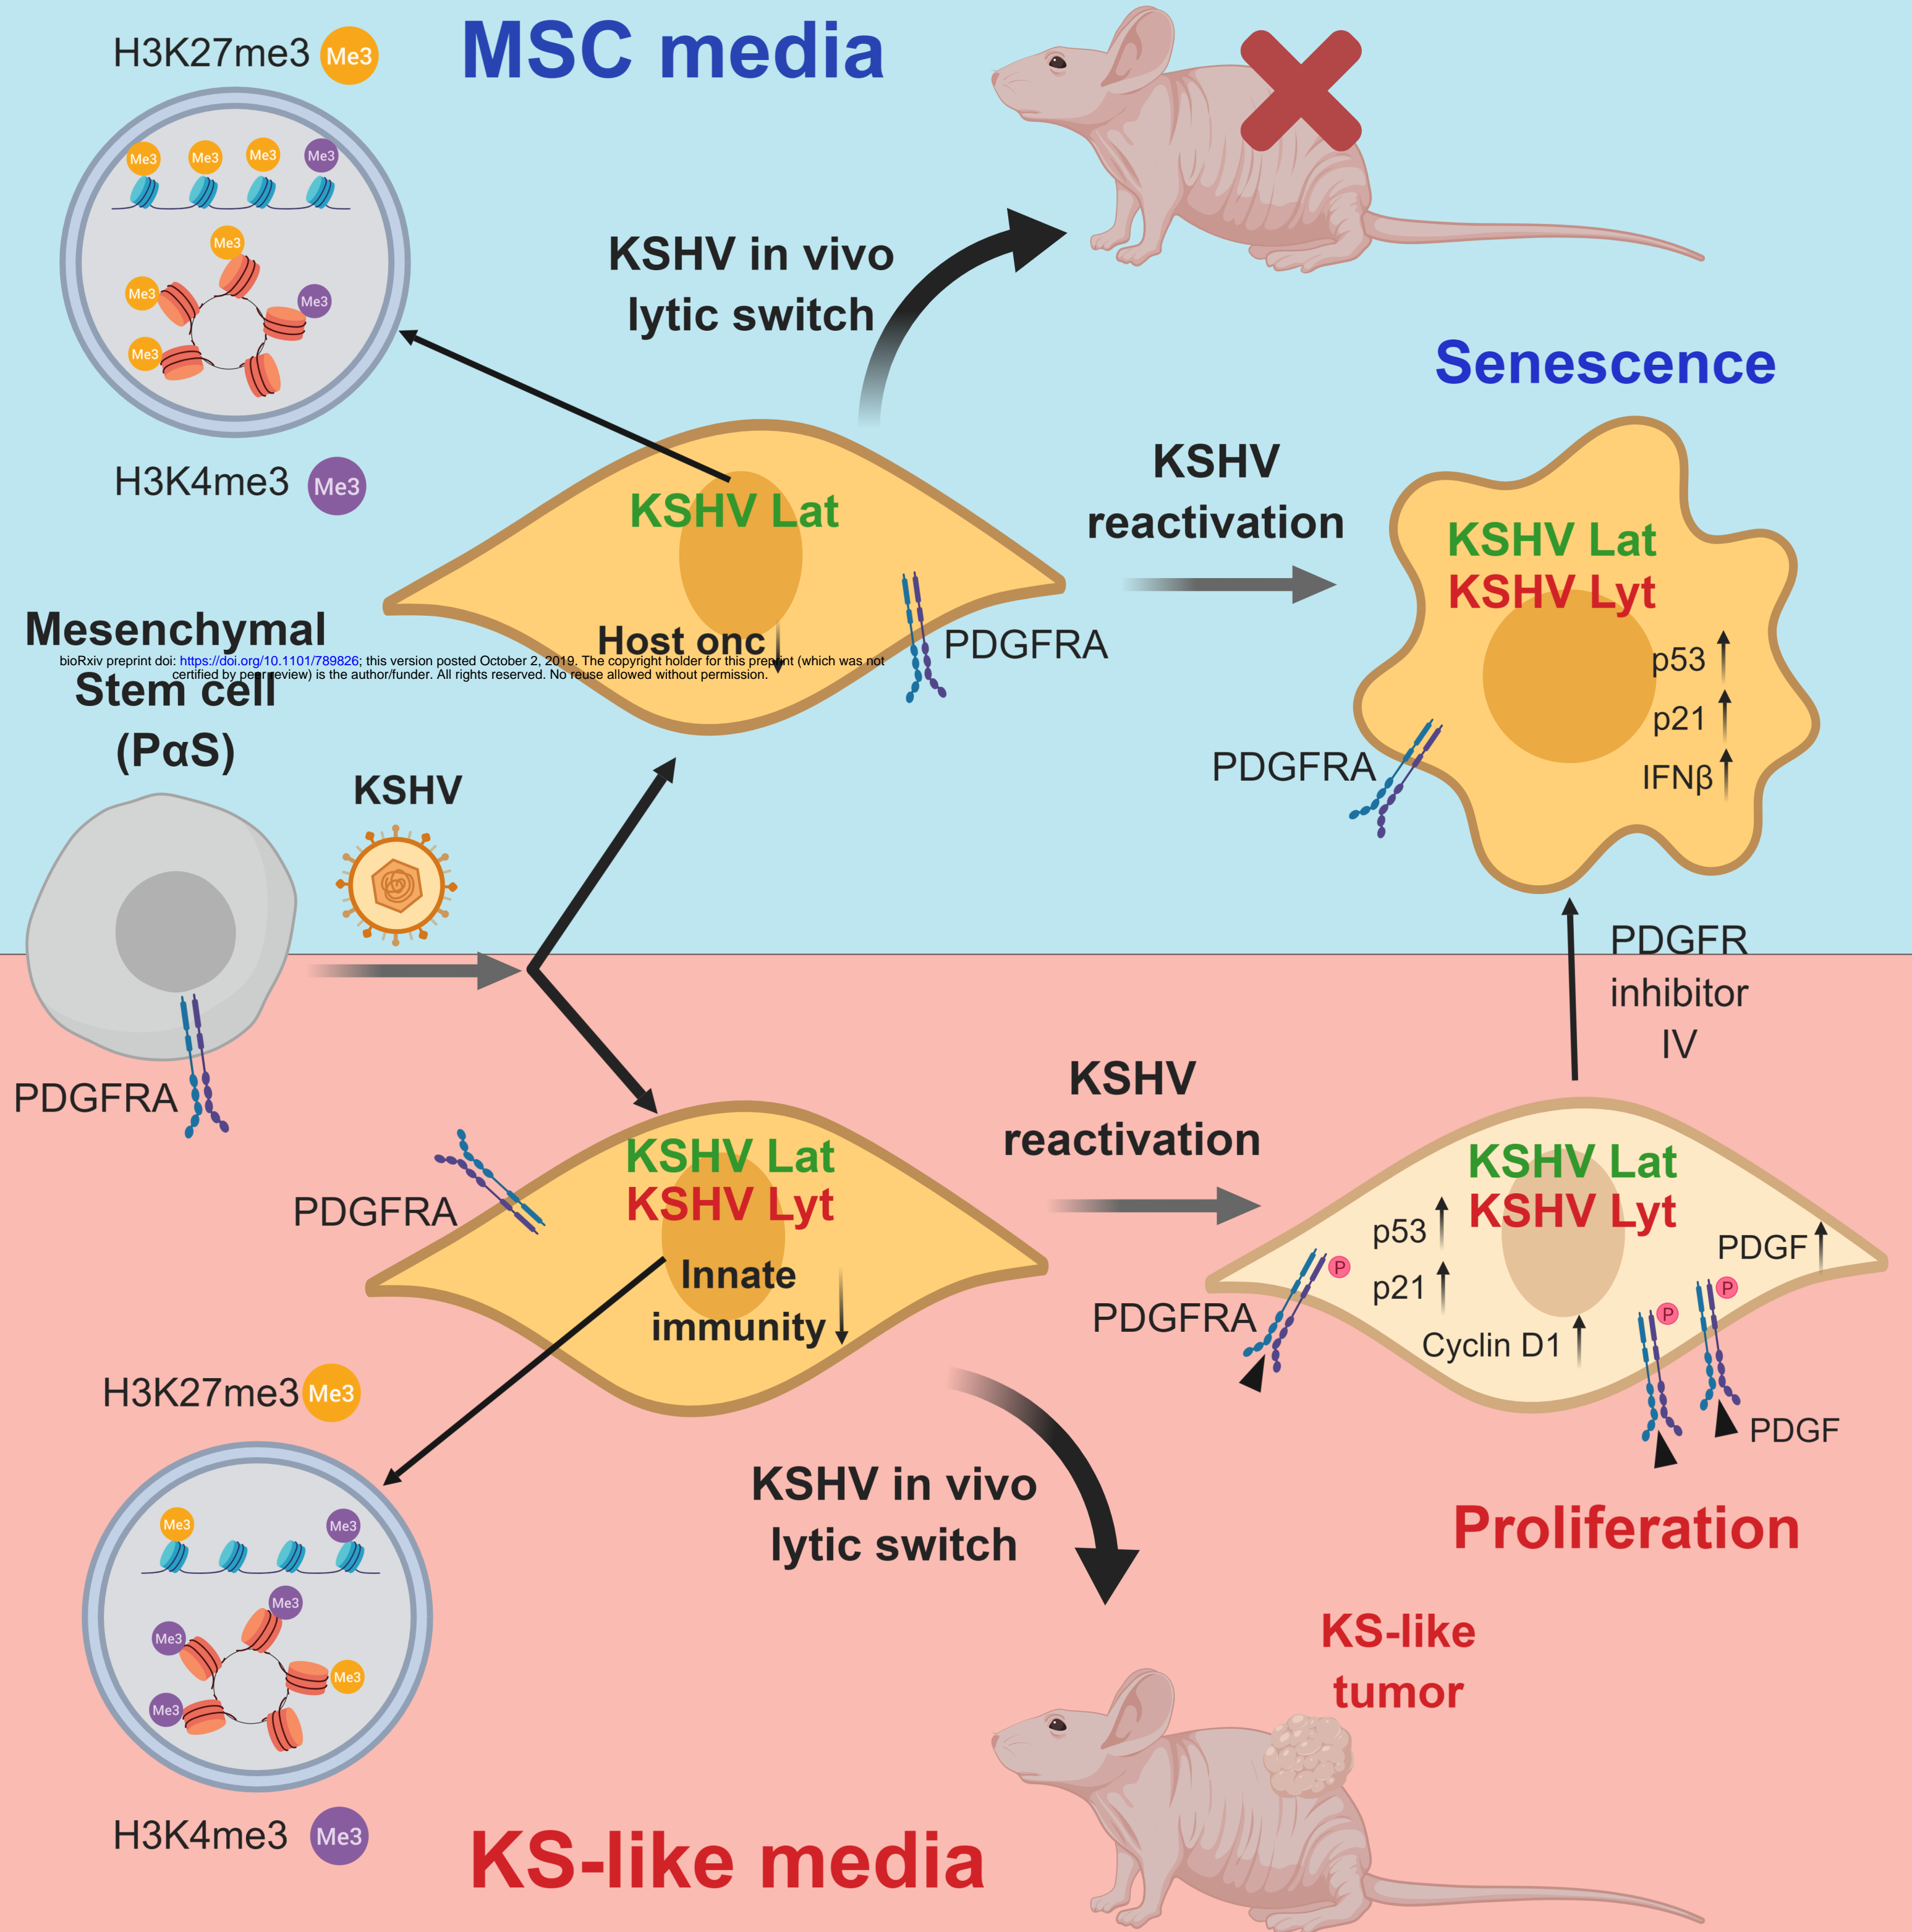 H3K27me3 Me3
MSC media
Me3 Me3 Me3 Me3
Me3
Me3 Me3
Me3
H3K4me3 Me3
KSHV in vivo
lytic switch
Senescence
KSHV Lat
Host onc
PDGFRA
KSHV
reactivation
KSHV Lat
KSHV Lyt
p53
p21
IFNβ
PDGFRA
Mesenchymal
bioRxiv preprint doi: https://doi.org/10.1101/789826; this version posted October 2, 2019. The copyright holder for this preprint (which was not
certified by peer review) is the author/funder. All rights reserved. No reuse allowed without permission.
Stem cell
(PαS)
KSHV
PDGFRA
PDGFR
inhibitor
IV
KSHV Lat
KSHV Lyt
PDGFRA
Innate
immunity
KSHV
reactivation
KSHV Lat
KSHV Lyt
p53
p21
Cyclin D1
PDGF
P
P
P
PDGFRA
PDGF
Proliferation
H3K27me3 Me3
Me3 Me3
Me3
Me3
Me3
Me3
H3K4me3 Me3
KSHV in vivo
lytic switch
KS-like
tumor
KS-like media